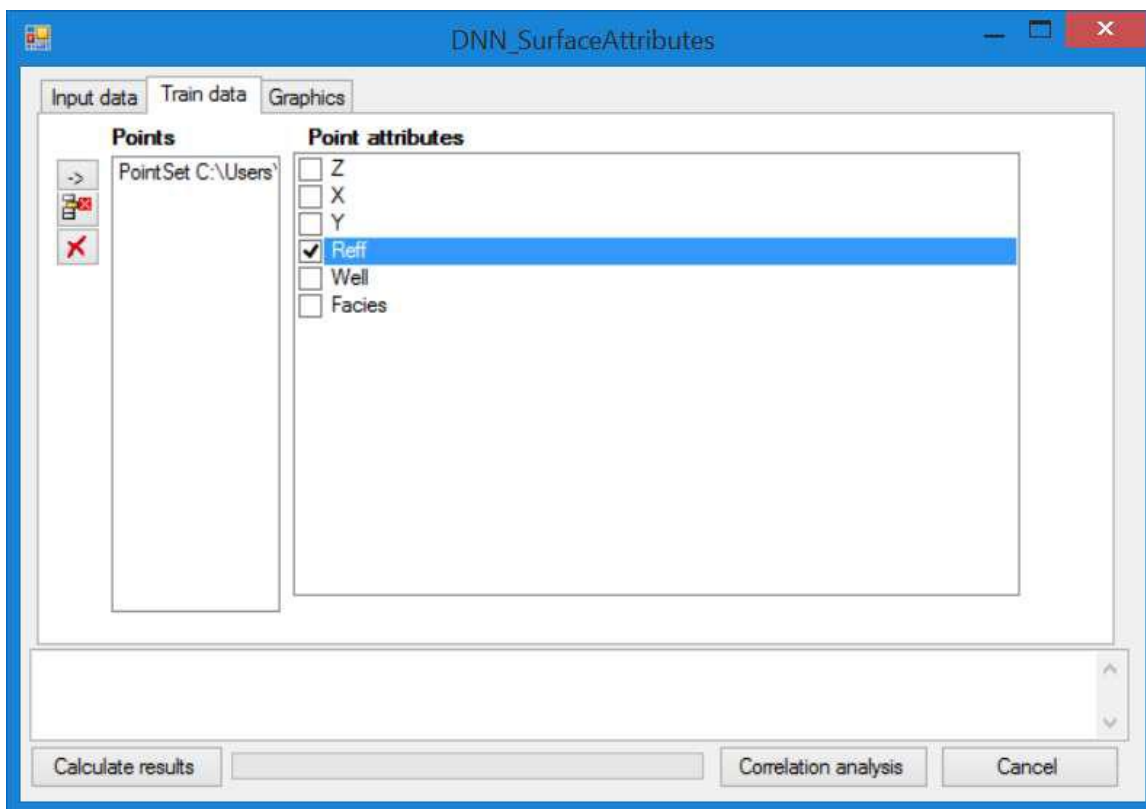 DNN_SurfaceAttributes
Input data Train data Graphics
Points Point attributes
->
PointSet C:\Users\
Z
X
Y
Reff
Well
Facies
Calculate results Correlation analysis Cancel